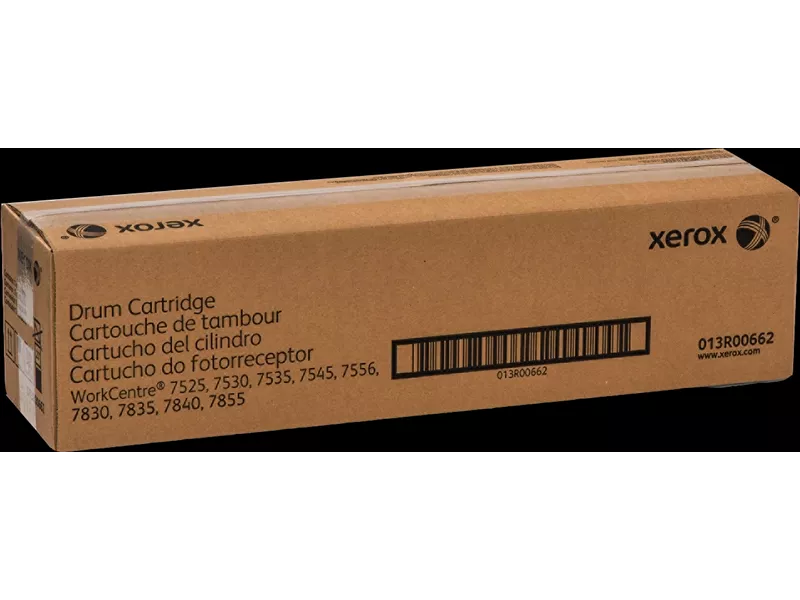 xerox
xerox
Drum Cartridge
Cartouche de tambour
Cartucho del cilindro
Cartucho do fotorreceptor
WorkCentre® 7525, 7530, 7535, 7545, 7556,
7830, 7835, 7840, 7855
013R00662
013R00662
www.xerox.com